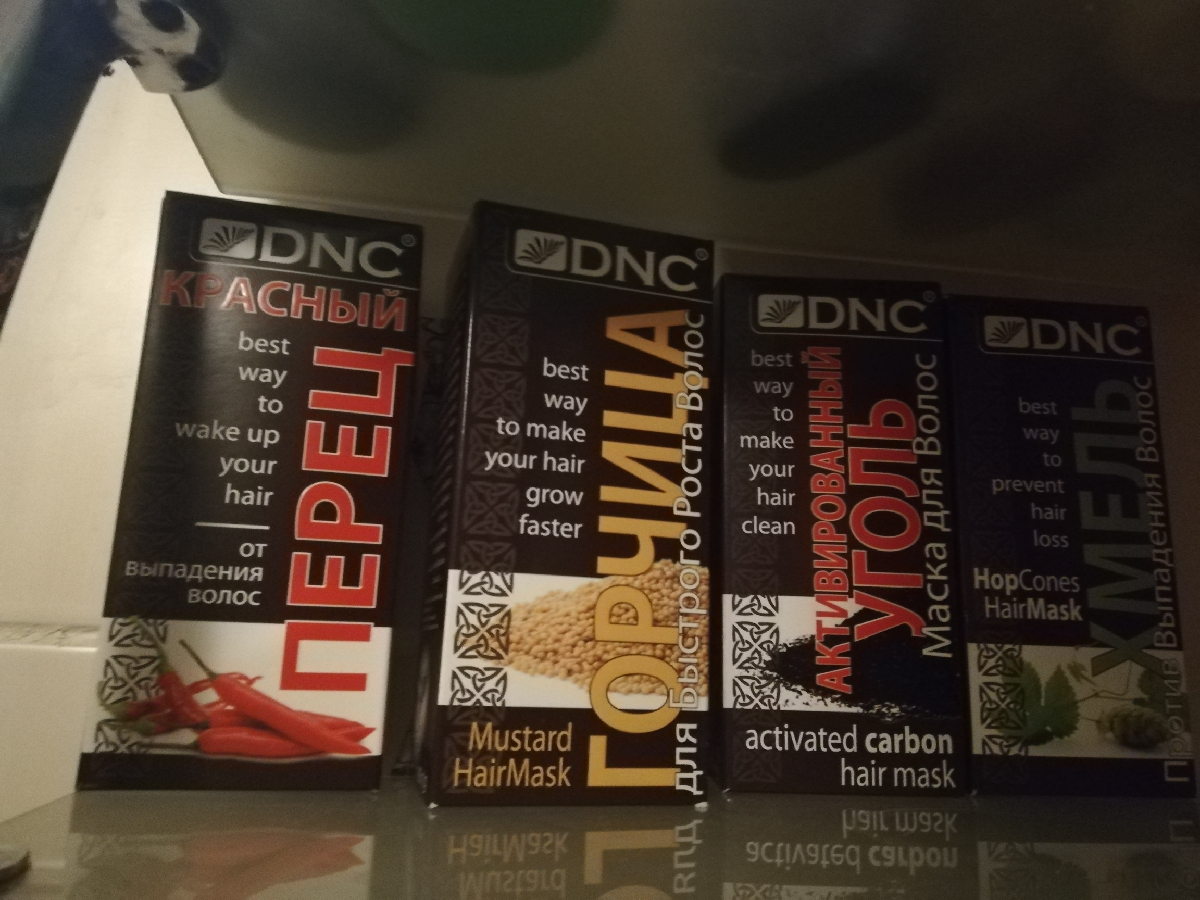 DNC®
КРАСНЫЙ
ПЕРЕЦ
best
way
to
wake up
your
hair
от
выпадения
волос
DNC®
ГОРЧИЦА
Для Быстрого Роста Волос
best
way
to make
your hair
grow
faster
Mustard
HairMask
DNC®
АКТИВИРОВАННЫЙ
УГОЛЬ
Маска для Волос
best
way
to
make
your
hair
clean
activated carbon
hair mask
DNC®
ХМЕЛЬ
Против Выпадения Волос
best
way
to
prevent
hair
loss
HopCones
HairMask